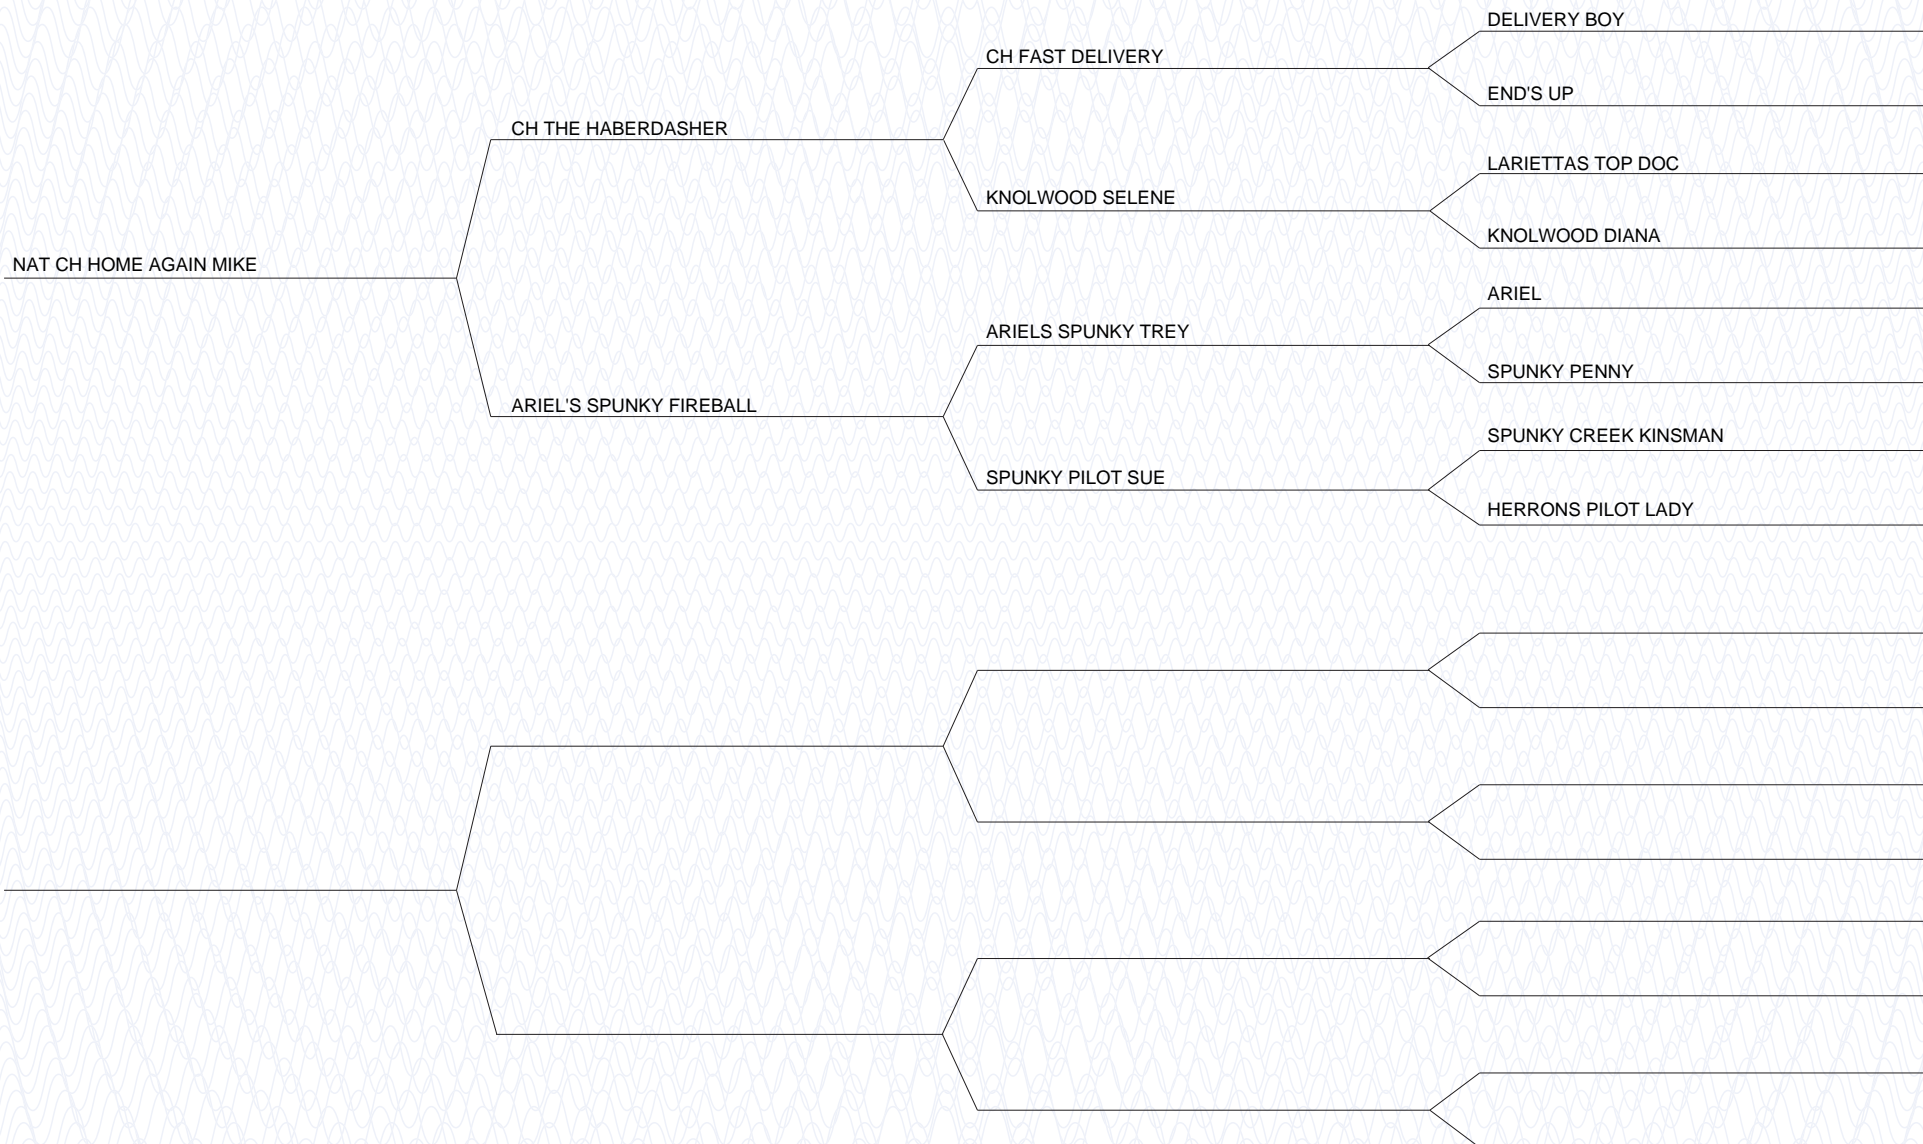 DELIVERY BOY
CH FAST DELIVERY
END'S UP
CH THE HABERDASHER
LARIETTAS TOP DOC
KNOLWOOD SELENE
KNOLWOOD DIANA
NAT CH HOME AGAIN MIKE
ARIEL
ARIELS SPUNKY TREY
SPUNKY PENNY
ARIEL'S SPUNKY FIREBALL
SPUNKY CREEK KINSMAN
SPUNKY PILOT SUE
HERRONS PILOT LADY